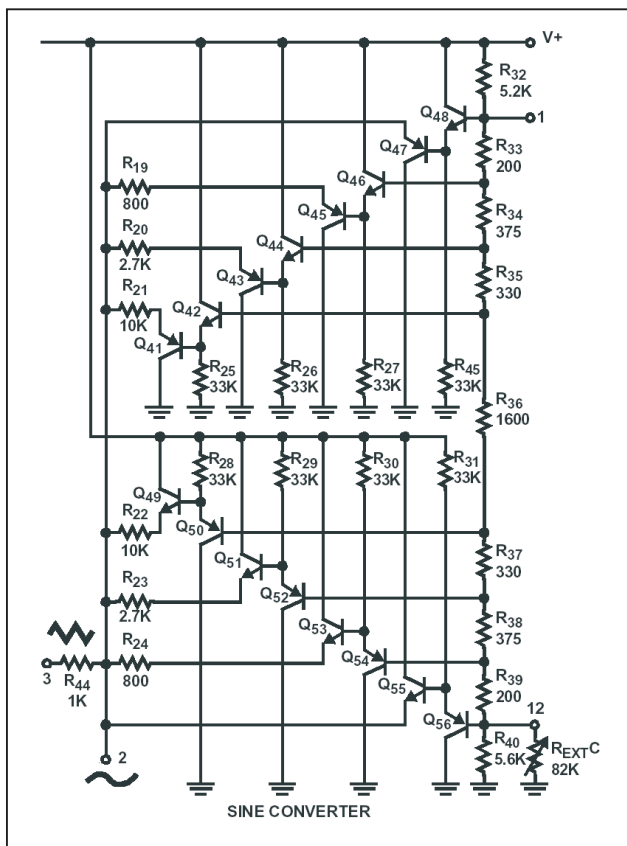 V+
R32
5.2K
Q48
1
Q47
R33
200
R19
800
Q46
Q45
R34
375
R20
2.7K
Q44
Q43
R35
330
R21
10K
Q42
Q41
R25
33K
R26
33K
R27
33K
R45
33K
R36
1600
R28
33K
R29
33K
R30
33K
R31
33K
Q49
R22
10K
Q50
Q51
R37
330
R23
2.7K
Q52
Q53
R38
375
R24
800
Q54
3
R44
1K
R39
200
Q55
Q56
12
R40
5.6K
REXTC
82K
2
SINE CONVERTER